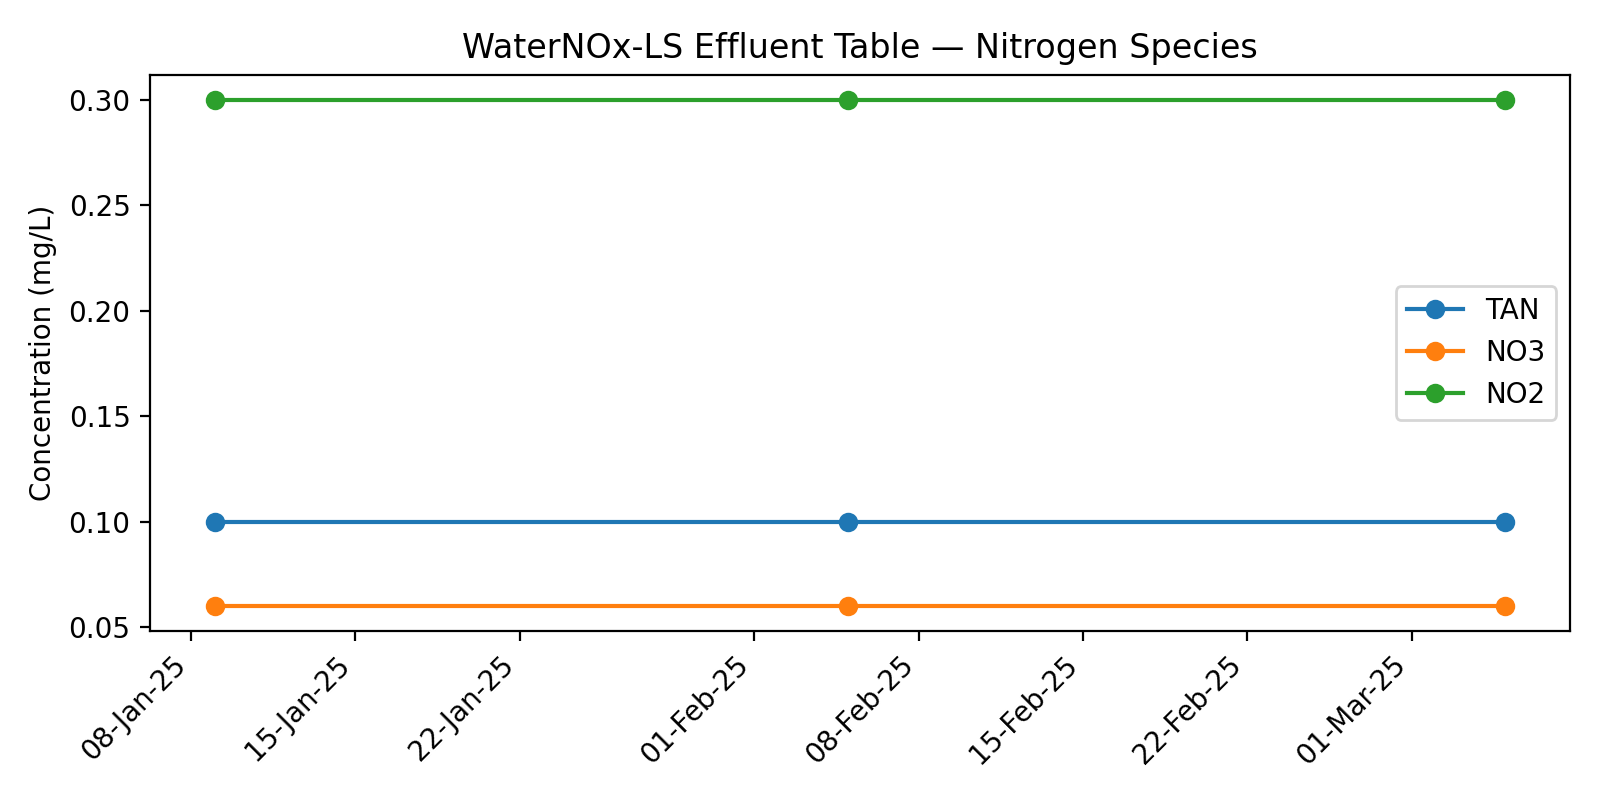 WaterNOx-LS Effluent Table — Nitrogen Species
Concentration (mg/L)
0.30
0.25
0.20
0.15
0.10
0.05
TAN
NO3
NO2
08-Jan-25
15-Jan-25
22-Jan-25
01-Feb-25
08-Feb-25
15-Feb-25
22-Feb-25
01-Mar-25